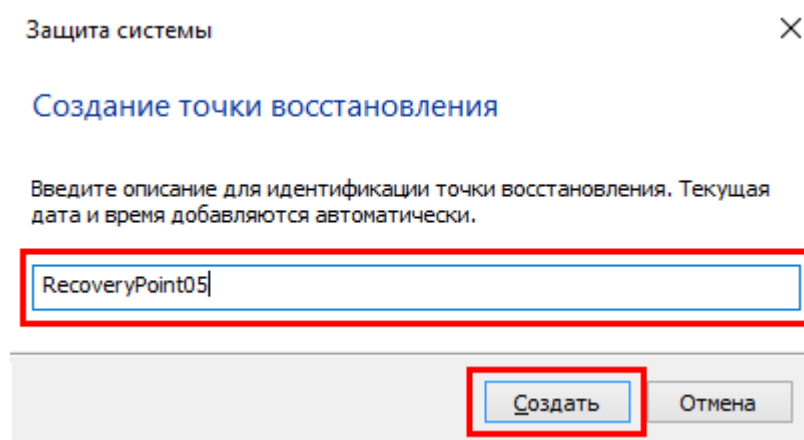 Защита системы
Создание точки восстановления
Введите описание для идентификации точки восстановления. Текущая
дата и время добавляются автоматически.
RecoveryPoint05
Создать
Отмена